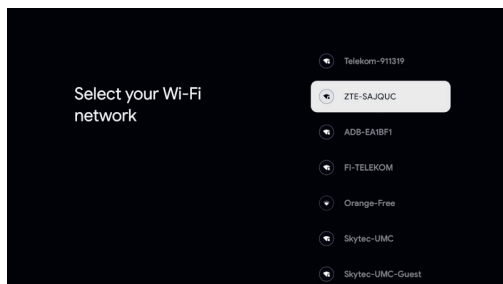 Select your Wi-Fi
network
Telekom-911319
ZTE-SAJQUC
ADB-EA1BF1
FI-TELEKOM
Orange-Free
Skytec-UMC
Skytec-UMC-Guest